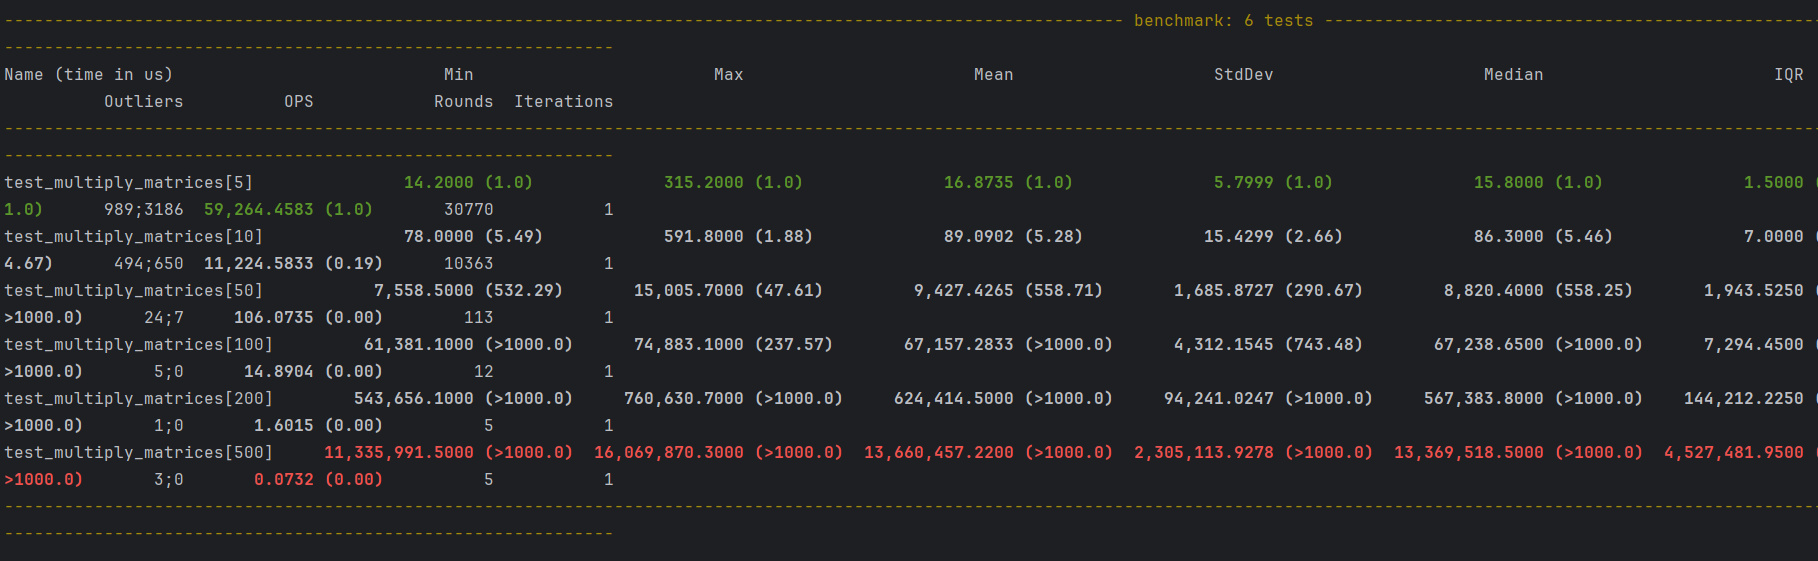 ---------------------------------------------------------------------------------------------------------------- benchmark: 6 tests --------------------------------------------------
-------------------------------------------------------------
Name (time in us) Min Max Mean StdDev Median IQR
Outliers OPS Rounds Iterations
--------------------------------------------------------------------------------------------------------------------------------------------------------------------------------------
-------------------------------------------------------------
test_multiply_matrices[5] 14.2000 (1.0) 315.2000 (1.0) 16.8735 (1.0) 5.7999 (1.0) 15.8000 (1.0) 1.5000 (
1.0) 989;3186 59,264.4583 (1.0) 30770 1
test_multiply_matrices[10] 78.0000 (5.49) 591.8000 (1.88) 89.0902 (5.28) 15.4299 (2.66) 86.3000 (5.46) 7.0000 (
4.67) 494;650 11,224.5833 (0.19) 10363 1
test_multiply_matrices[50] 7,558.5000 (532.29) 15,005.7000 (47.61) 9,427.4265 (558.71) 1,685.8727 (290.67) 8,820.4000 (558.25) 1,943.5250 (
>1000.0) 24;7 106.0735 (0.00) 113 1
test_multiply_matrices[100] 61,381.1000 (>1000.0) 74,883.1000 (237.57) 67,157.2833 (>1000.0) 4,312.1545 (743.48) 67,238.6500 (>1000.0) 7,294.4500 (
>1000.0) 5;0 14.8904 (0.00) 12 1
test_multiply_matrices[200] 543,656.1000 (>1000.0) 760,630.7000 (>1000.0) 624,414.5000 (>1000.0) 94,241.0247 (>1000.0) 567,383.8000 (>1000.0) 144,212.2250 (
>1000.0) 1;0 1.6015 (0.00) 5 1
test_multiply_matrices[500] 11,335,991.5000 (>1000.0) 16,069,870.3000 (>1000.0) 13,660,457.2200 (>1000.0) 2,305,113.9278 (>1000.0) 13,369,518.5000 (>1000.0) 4,527,481.9500 (
>1000.0) 3;0 0.0732 (0.00) 5 1
--------------------------------------------------------------------------------------------------------------------------------------------------------------------------------------
-------------------------------------------------------------